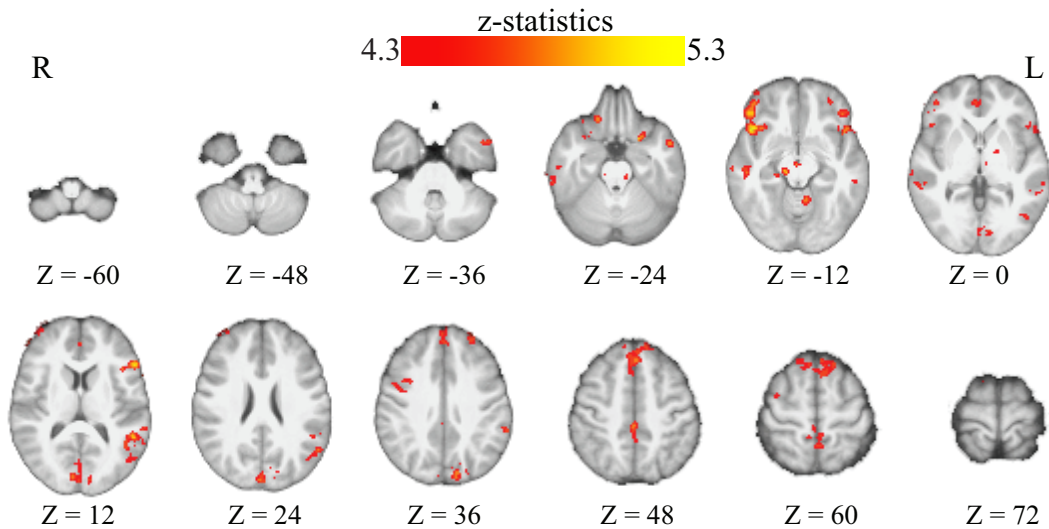 z-statistics
4.3 5.3
R L
Z = -60 Z = -48 Z = -36 Z = -24 Z = -12 Z = 0
Z = 12 Z = 24 Z = 36 Z = 48 Z = 60 Z = 72